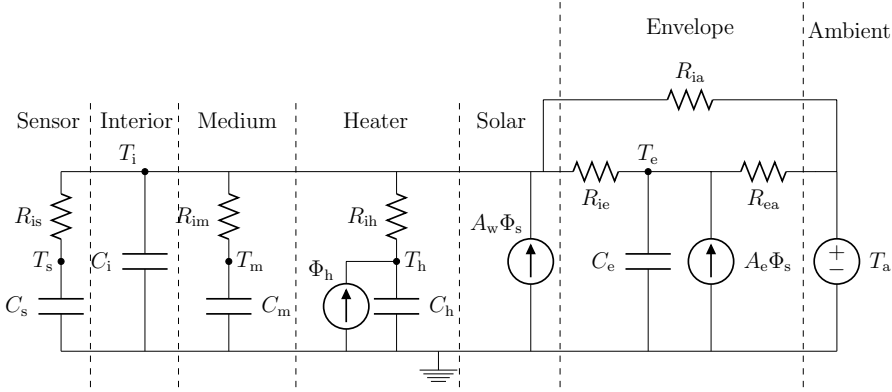 Envelope
Ambient
R_ia
Sensor
Interior
Medium
Heater
Solar
T_i
T_e
R_is
R_im
R_ih
A_wΦ_s
R_ie
R_ea
T_s
C_i
T_m
Φ_h
T_h
C_e
A_eΦ_s
+
−
T_a
C_s
C_m
C_h